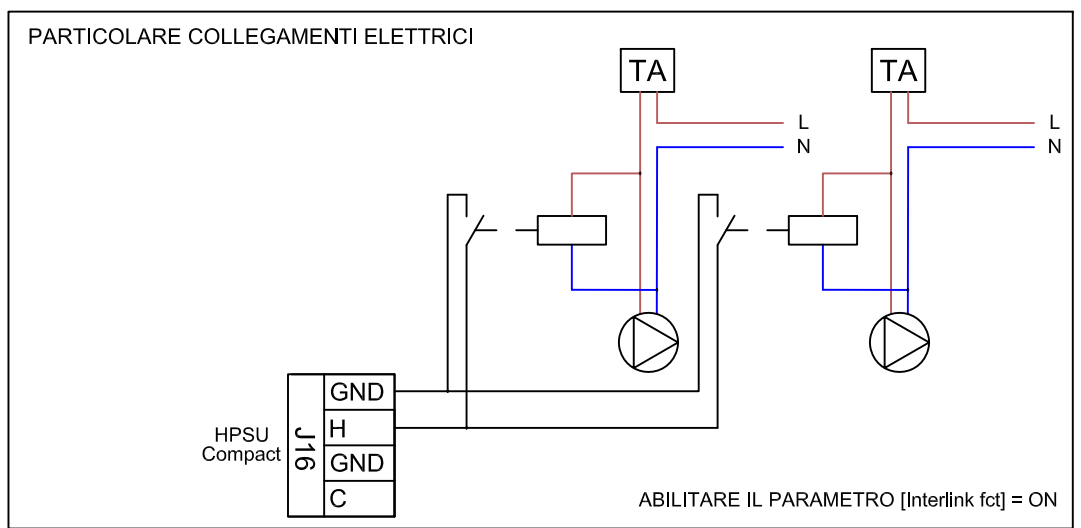 PARTICOLARE COLLEGAMENTI ELETTRICI
TA
TA
L
N
L
N
HPSU
Compact
J16
GND
H
GND
C
ABILITARE IL PARAMETRO [Interlink fct] = ON